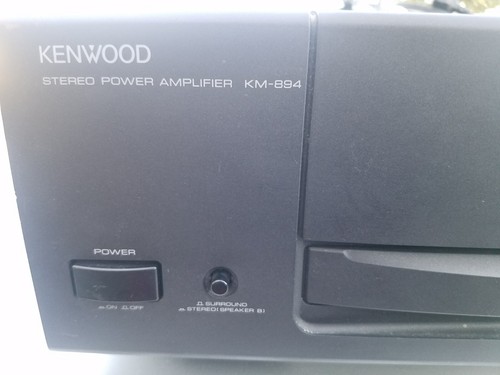 KENWOOD
STEREO POWER AMPLIFIER KM-894
POWER
ON OFF
SURROUND
STEREO(SPEAKER B)